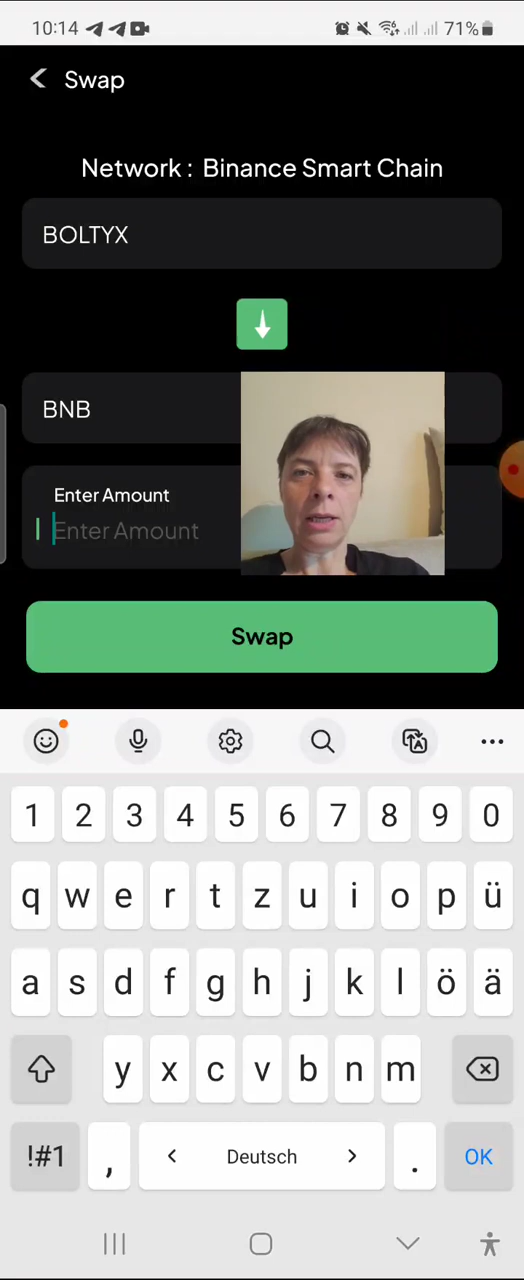 10:14 71%
Swap
Network : Binance Smart Chain
BOLTYX
BNB
Enter Amount
Enter Amount
Swap
1 2 3 4 5 6 7 8 9 0
q w e r t z u i o p ü
a s d f g h j k l ö ä
y x c v b n m
!#1 , < Deutsch > . OK